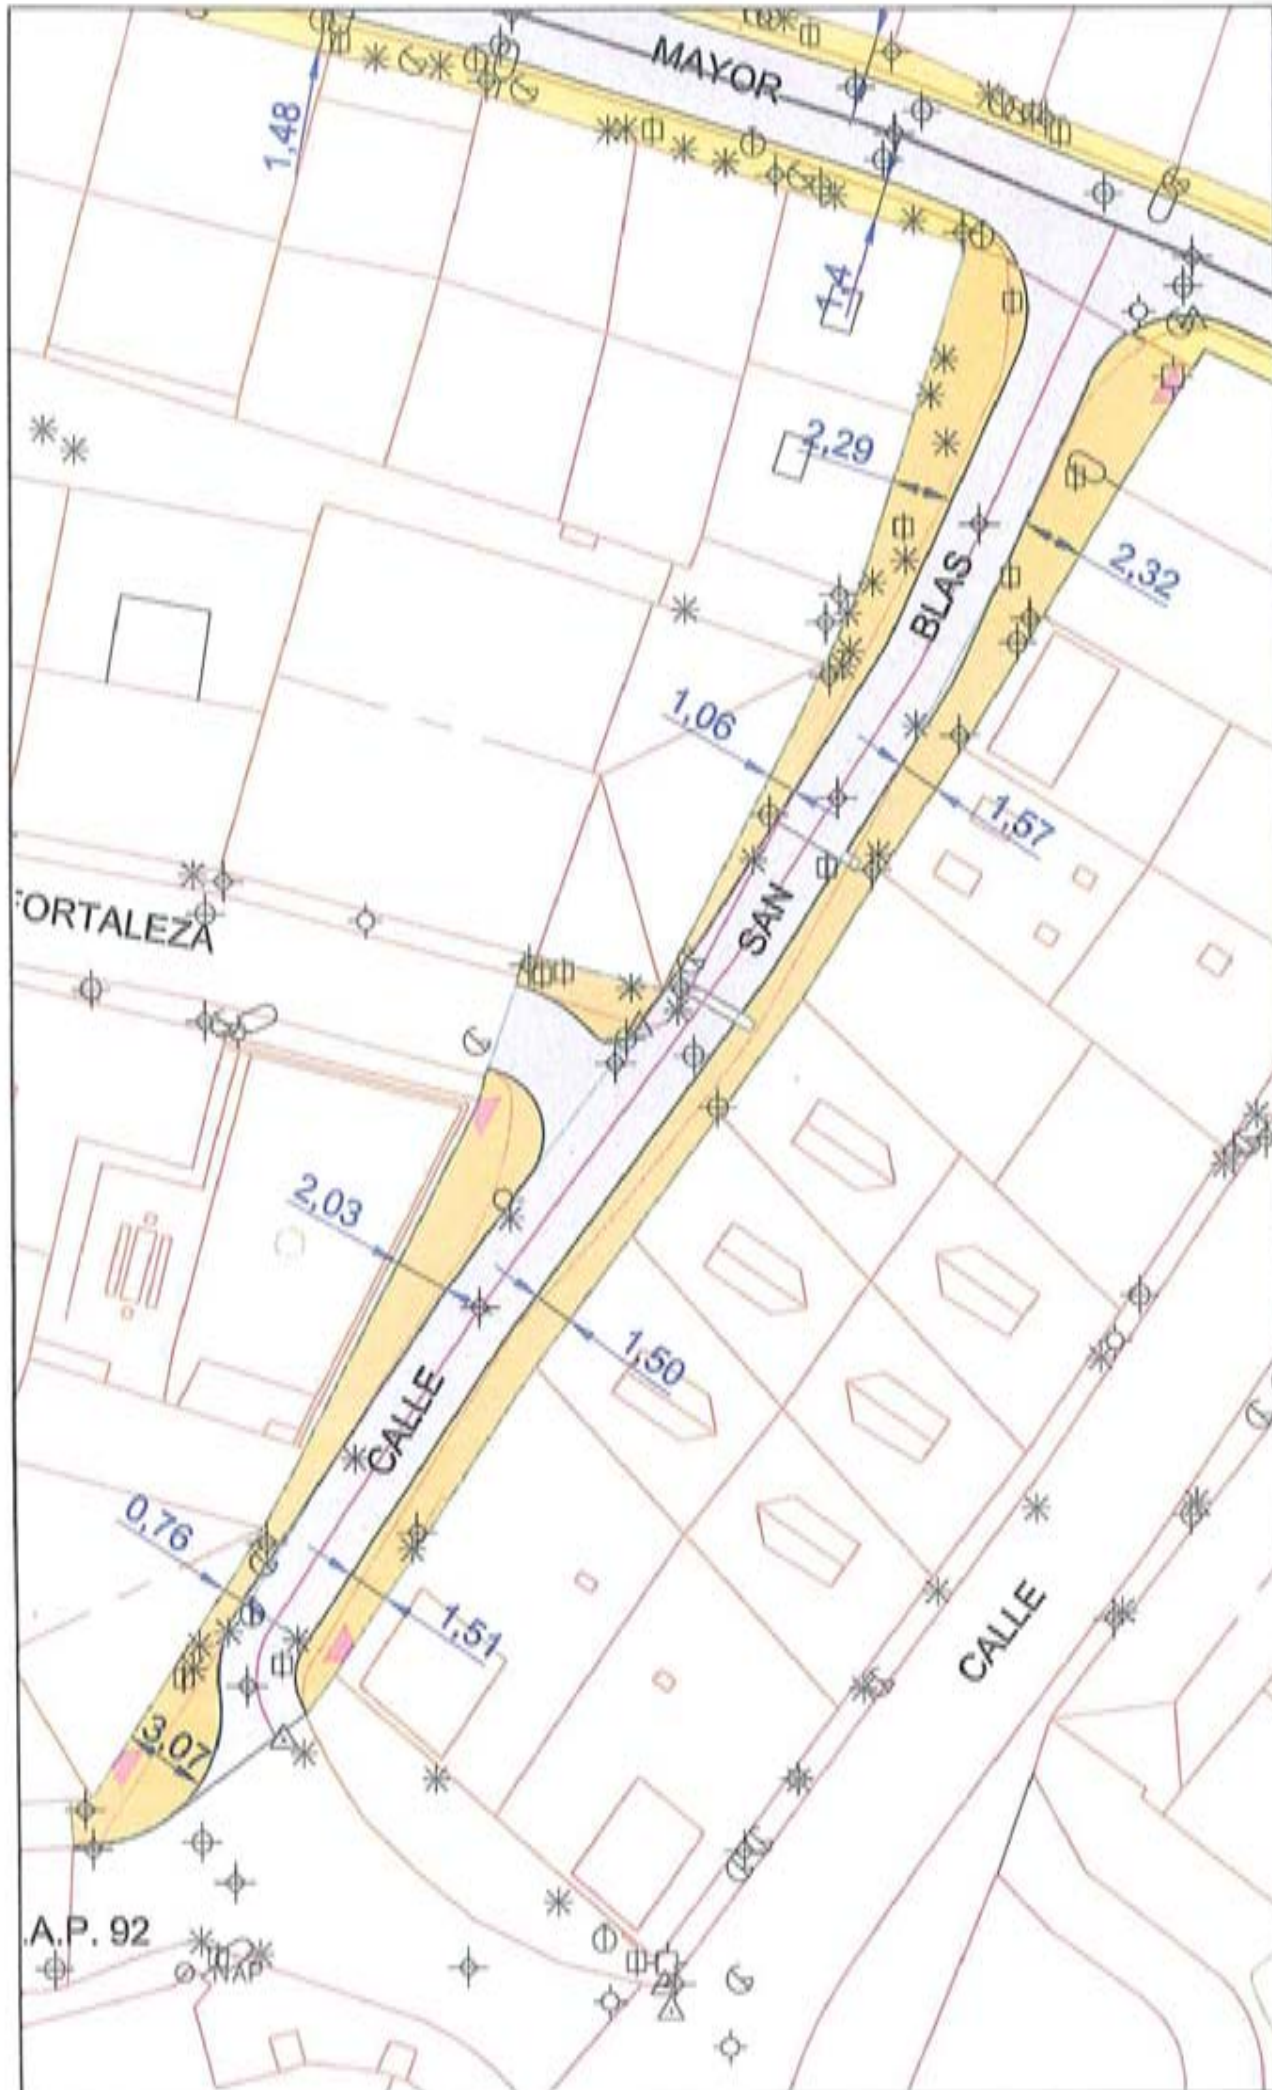 MAYOR
1,48
1,4
2,29
2,32
BLAS
1,06
1,57
SAN
FORTALEZA
2,03
1,50
CALLE
0,76
1,51
CALLE
3,07
.A.P. 92
NAP